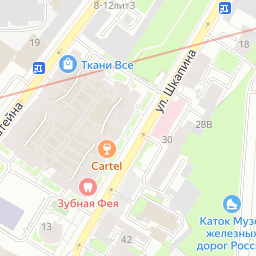 8-12лит3
19
18
Ткани Все
ул. Шкапина
28В
30
Cartel
Зубная Фея
13
42
Каток Музе
железных
дорог Росс